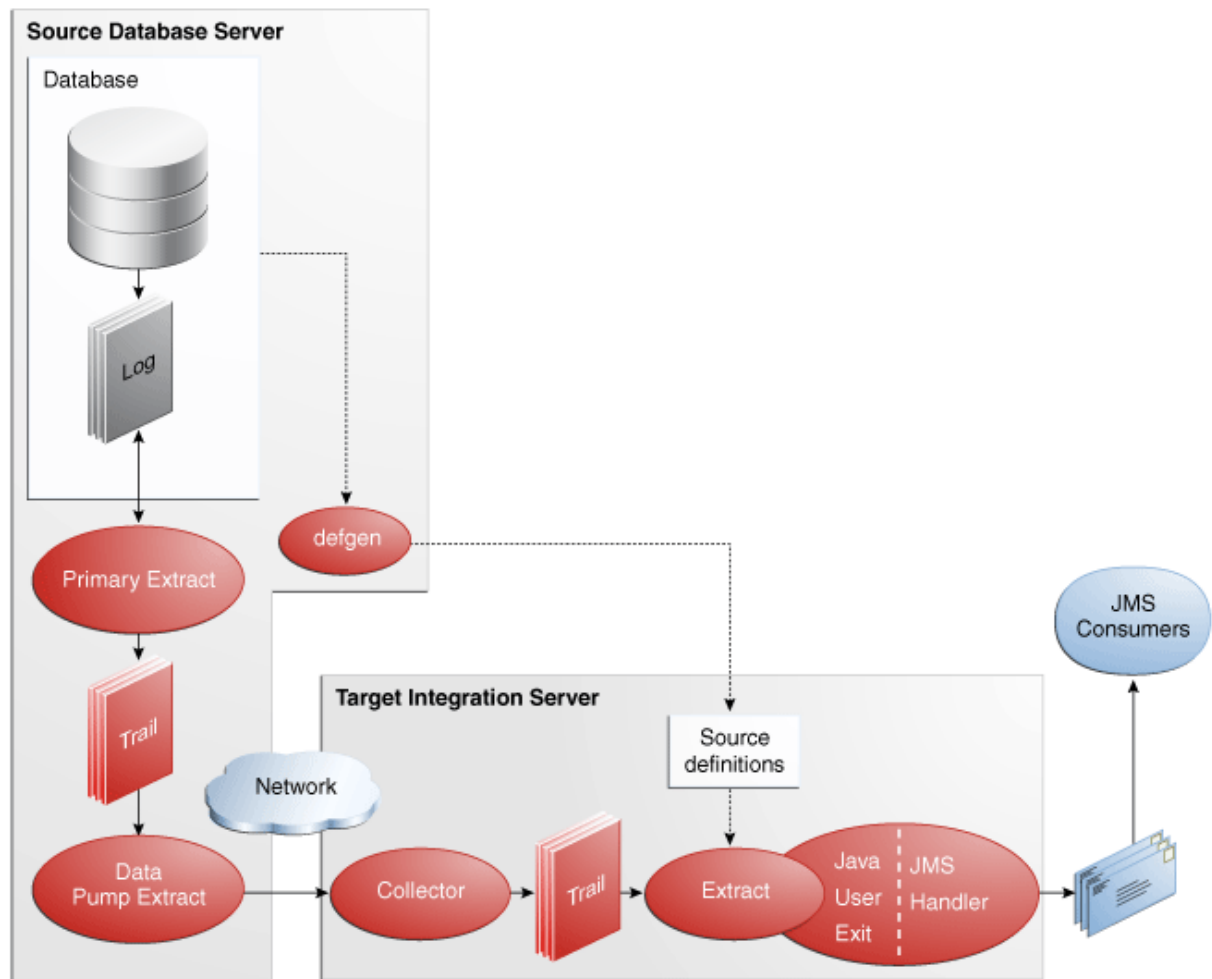 Source Database Server
Database
Log
defgen
Primary Extract
JMS
Consumers
Target Integration Server
Trail
Source
definitions
Network
Data
Pump Extract
Collector
Trail
Extract
Java
User
Exit
JMS
Handler